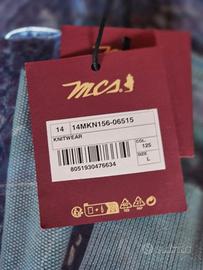 mcs.
14
14MKN156-06515
KNITWEAR
COL.
125
SIZE
L
8051930476634